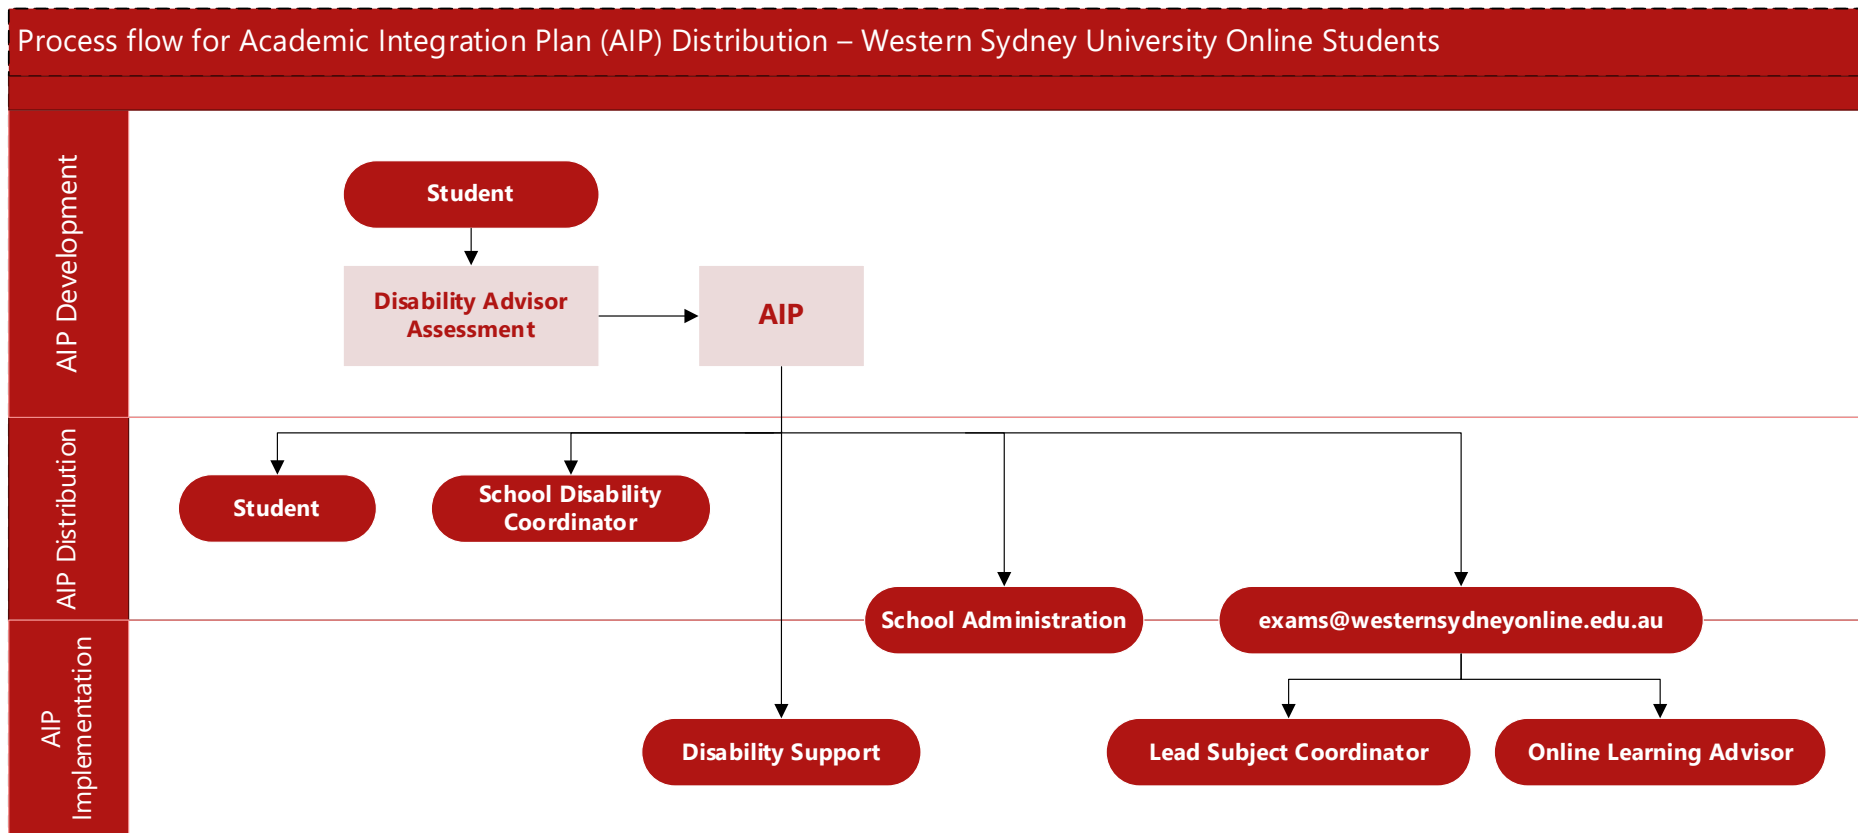 Process flow for Academic Integration Plan (AIP) Distribution – Western Sydney University Online Students
AIP Development
Student
Disability Advisor
Assessment
AIP
AIP Distribution
Student
School Disability
Coordinator
School Administration
exams@westernsydneyonline.edu.au
AIP
Implementation
Disability Support
Lead Subject Coordinator
Online Learning Advisor